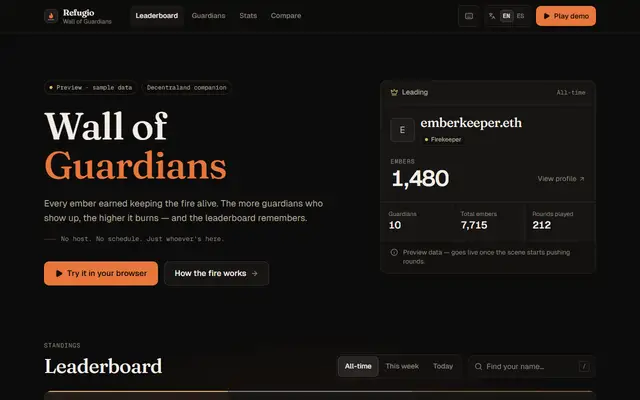 Refugio
Wall of Guardians
Leaderboard
Guardians
Stats
Compare
EN
ES
Play demo
Preview · sample data
Decentraland companion
Wall of
Guardians
Every ember earned keeping the fire alive. The more guardians who
show up, the higher it burns — and the leaderboard remembers.
No host. No schedule. Just whoever's here.
Try it in your browser
How the fire works →
Leading
All-time
E
emberkeeper.eth
Firekeeper
EMBERS
1,480
View profile ↗
Guardians
10
Total embers
7,715
Rounds played
212
Preview data — goes live once the scene starts pushing
rounds.
STANDINGS
Leaderboard
All-time
This week
Today
Find your name...
/